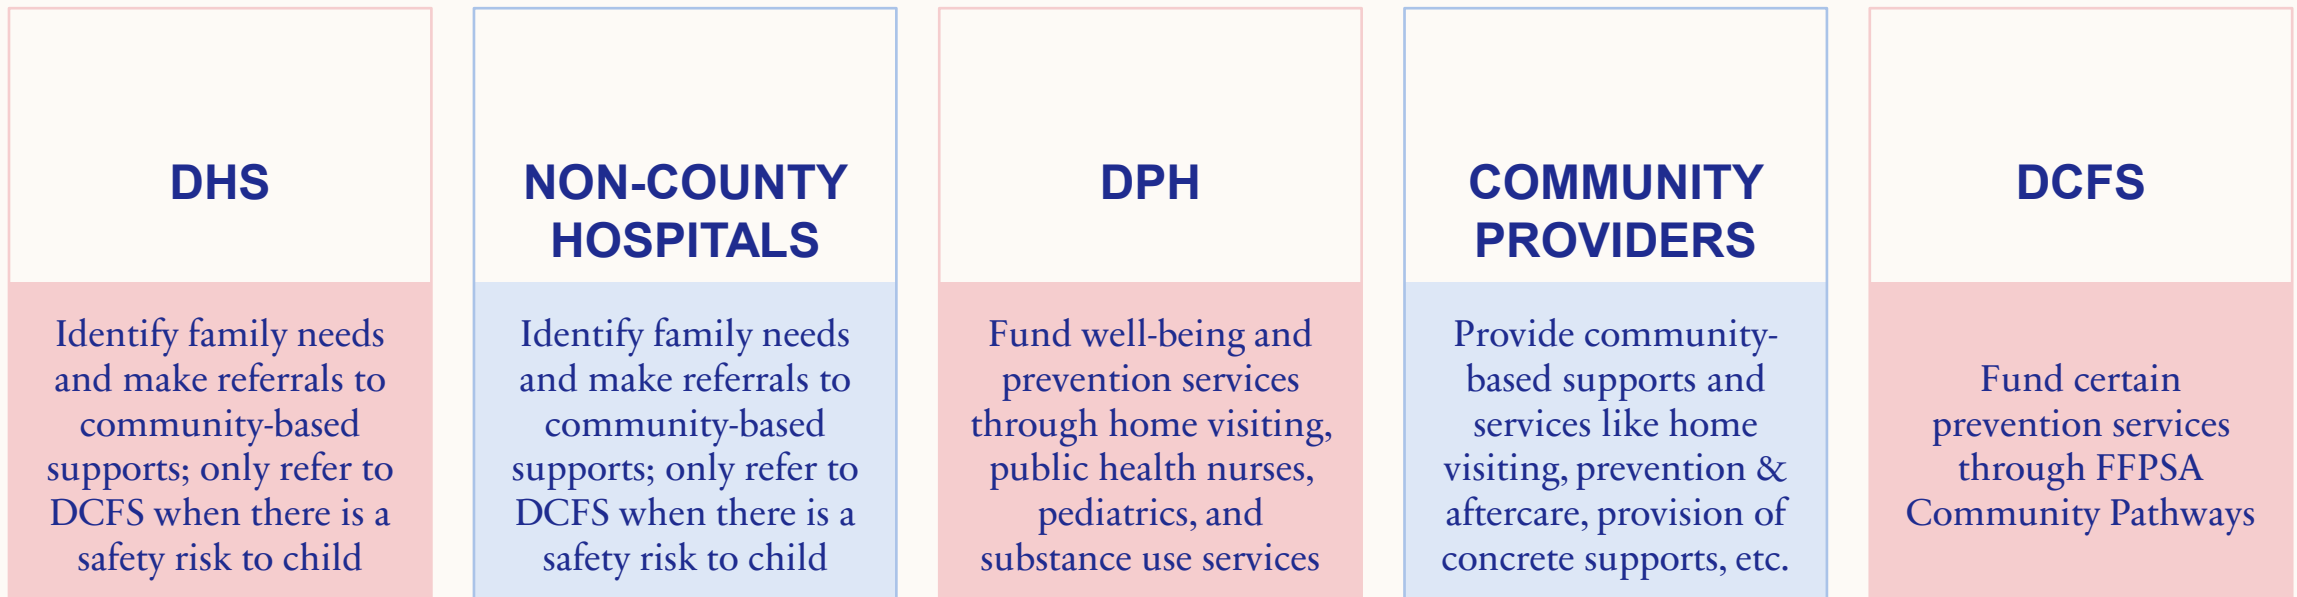 DHS
Identify family needs
and make referrals to
community-based
supports; only refer to
DCFS when there is a
safety risk to child
NON-COUNTY
HOSPITALS
Identify family needs
and make referrals to
community-based
supports; only refer to
DCFS when there is a
safety risk to child
DPH
Fund well-being and
prevention services
through home visiting,
public health nurses,
pediatrics, and
substance use services
COMMUNITY
PROVIDERS
Provide community-
based supports and
services like home
visiting, prevention &
aftercare, provision of
concrete supports, etc.
DCFS
Fund certain
prevention services
through FFPSA
Community Pathways